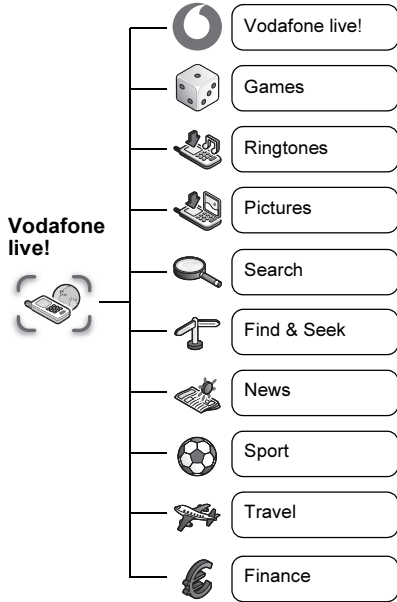 Vodafone live!
Games
Ringtones
Pictures
Vodafone
live!
Search
Find & Seek
News
Sport
Travel
Finance